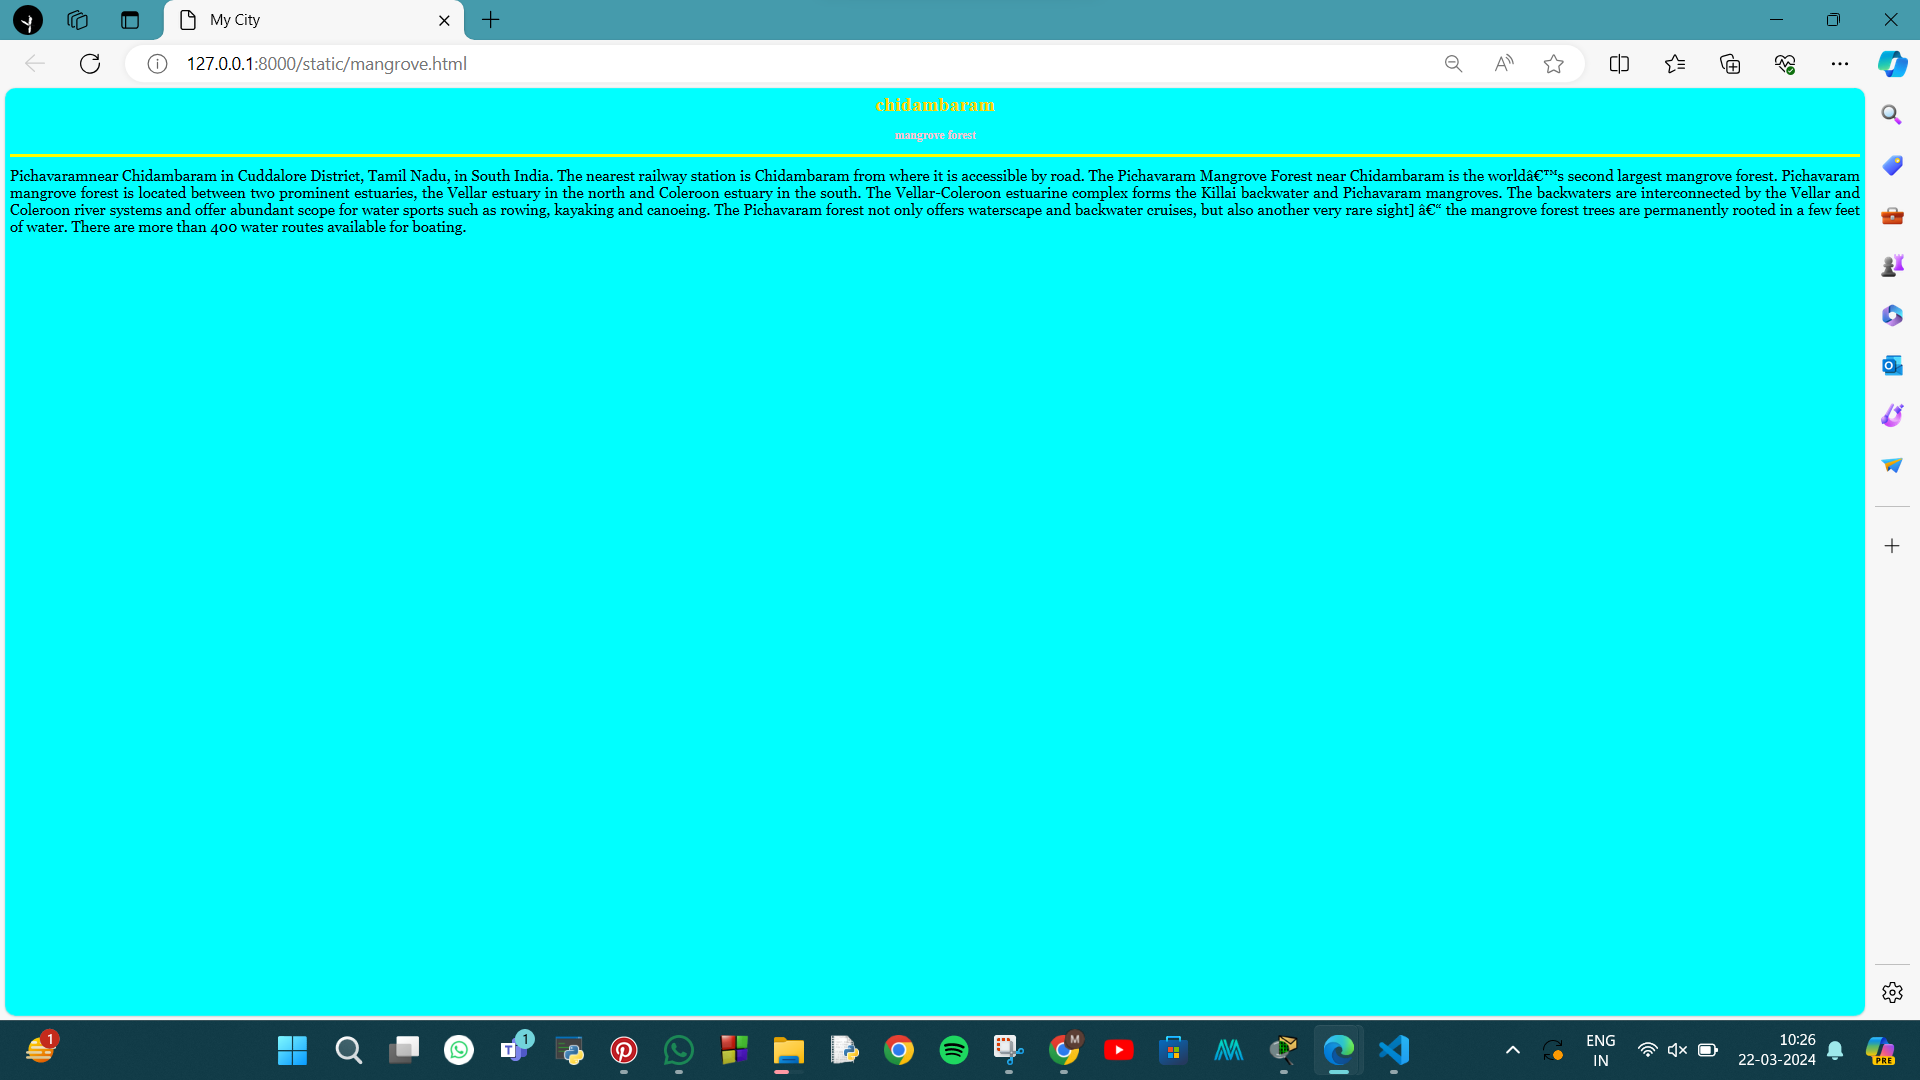 My City
127.0.0.1:8000/static/mangrove.html
chidambaram
mangrove forest
Pichavaramnear Chidambaram in Cuddalore District, Tamil Nadu, in South India. The nearest railway station is Chidambaram from where it is accessible by road. The Pichavaram Mangrove Forest near Chidambaram is the worldâ€™s second largest mangrove forest. Pichavaram
mangrove forest is located between two prominent estuaries, the Vellar estuary in the north and Coleroon estuary in the south. The Vellar-Coleroon estuarine complex forms the Killai backwater and Pichavaram mangroves. The backwaters are interconnected by the Vellar and
Coleroon river systems and offer abundant scope for water sports such as rowing, kayaking and canoeing. The Pichavaram forest not only offers waterscape and backwater cruises, but also another very rare sight] â€“ the mangrove forest trees are permanently rooted in a few feet
of water. There are more than 400 water routes available for boating.
1
1
M
ENG
IN
10:26
22-03-2024
PRE